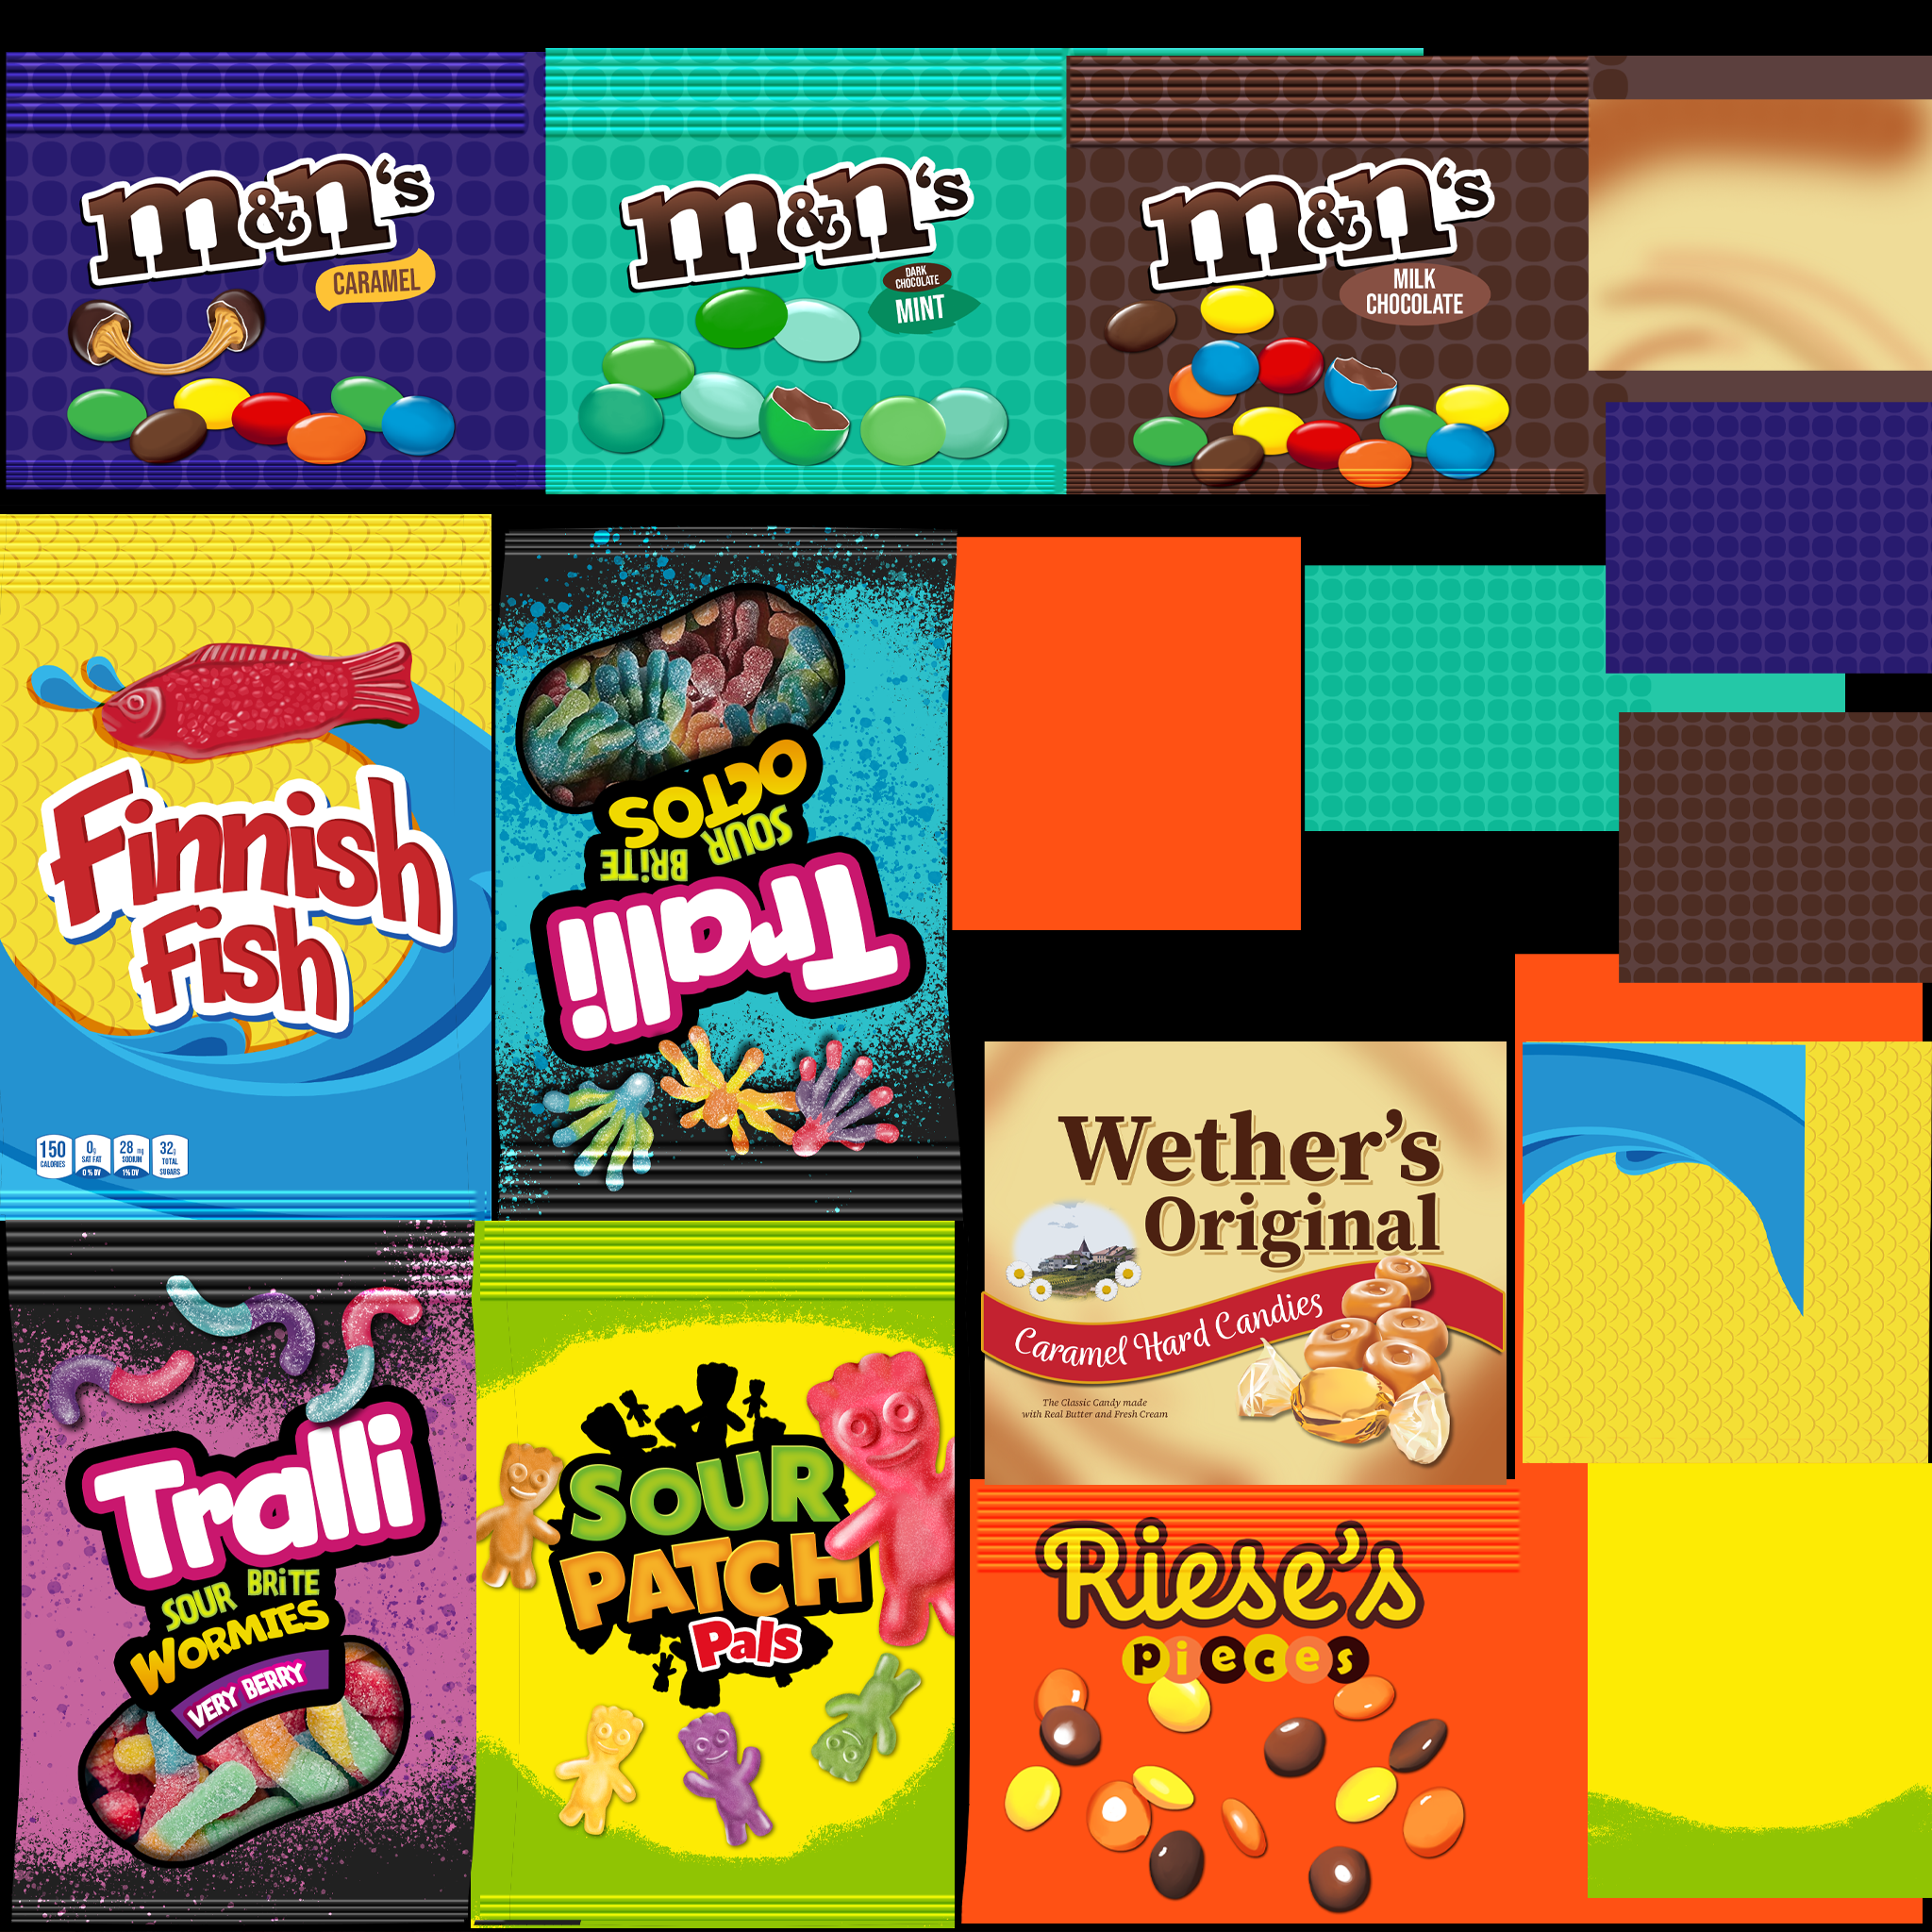 m&n's
CARAMEL
m&n's
DARK
CHOCOLATE
MINT
m&n's
MILK
CHOCOLATE
Finnish
Fish
150
CALORIES
0g
SAT FAT
0% DV
28 mg
SODIUM
1% DV
32g
TOTAL
SUGARS
Tralli
SOUR BRiTE
OCTOS
Wether's
Original
Caramel Hard Candies
The Classic Candy made
with Real Butter and Fresh Cream
Tralli
SOUR BRiTE
WORMIES
VERY BERRY
SOUR
PATCH
Pals
Riese's
pieces